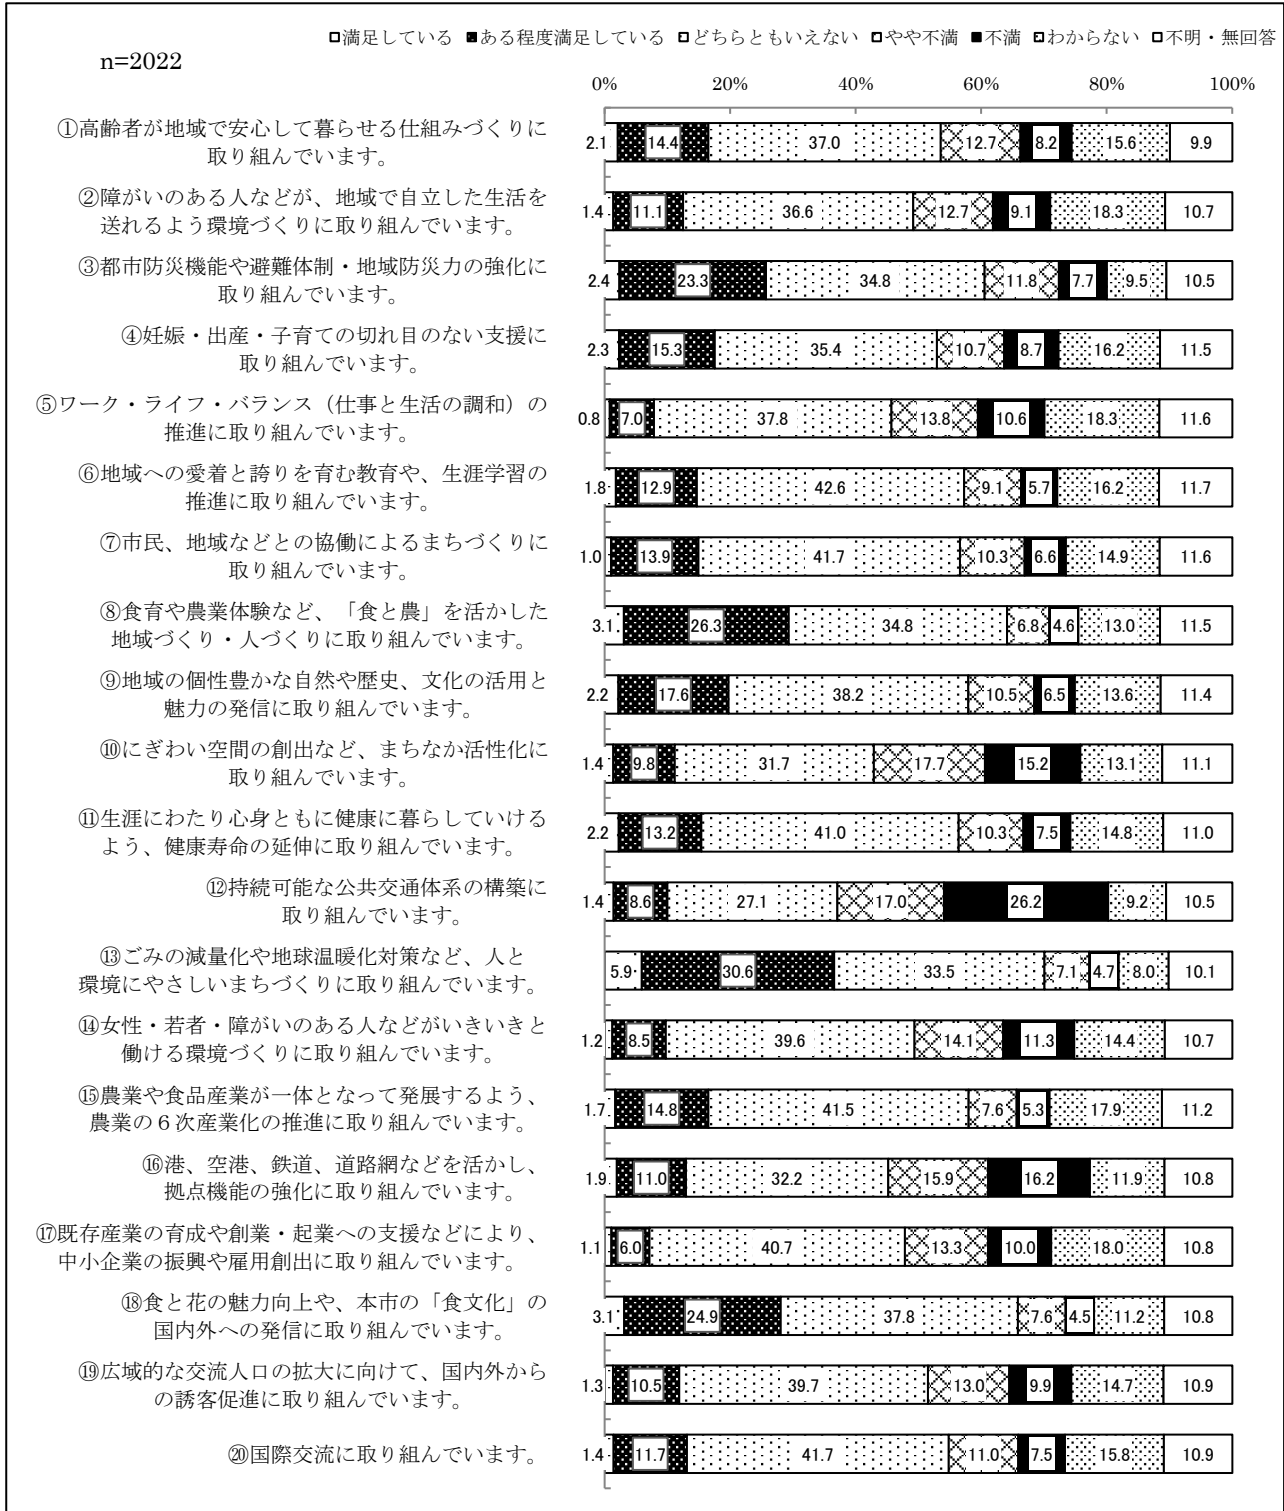 □満足している ■ある程度満足している □どちらともいえない □やや不満 ■不満 □わからない □不明・無回答
n=2022
0% 20% 40% 60% 80% 100%
①高齢者が地域で安心して暮らせる仕組みづくりに
取り組んでいます。
2.1 14.4 37.0 12.7 8.2 15.6 9.9
②障がいのある人などが、地域で自立した生活を
送れるよう環境づくりに取り組んでいます。
1.4 11.1 36.6 12.7 9.1 18.3 10.7
③都市防災機能や避難体制・地域防災力の強化に
取り組んでいます。
2.4 23.3 34.8 11.8 7.7 9.5 10.5
④妊娠・出産・子育ての切れ目のない支援に
取り組んでいます。
2.3 15.3 35.4 10.7 8.7 16.2 11.5
⑤ワーク・ライフ・バランス（仕事と生活の調和）の
推進に取り組んでいます。
0.8 7.0 37.8 13.8 10.6 18.3 11.6
⑥地域への愛着と誇りを育む教育や、生涯学習の
推進に取り組んでいます。
1.8 12.9 42.6 9.1 5.7 16.2 11.7
⑦市民、地域などとの協働によるまちづくりに
取り組んでいます。
1.0 13.9 41.7 10.3 6.6 14.9 11.6
⑧食育や農業体験など、「食と農」を活かした
地域づくり・人づくりに取り組んでいます。
3.1 26.3 34.8 6.8 4.6 13.0 11.5
⑨地域の個性豊かな自然や歴史、文化の活用と
魅力の発信に取り組んでいます。
2.2 17.6 38.2 10.5 6.5 13.6 11.4
⑩にぎわい空間の創出など、まちなか活性化に
取り組んでいます。
1.4 9.8 31.7 17.7 15.2 13.1 11.1
⑪生涯にわたり心身ともに健康に暮らしていける
よう、健康寿命の延伸に取り組んでいます。
2.2 13.2 41.0 10.3 7.5 14.8 11.0
⑫持続可能な公共交通体系の構築に
取り組んでいます。
1.4 8.6 27.1 17.0 26.2 9.2 10.5
⑬ごみの減量化や地球温暖化対策など、人と
環境にやさしいまちづくりに取り組んでいます。
5.9 30.6 33.5 7.1 4.7 8.0 10.1
⑭女性・若者・障がいのある人などがいきいきと
働ける環境づくりに取り組んでいます。
1.2 8.5 39.6 14.1 11.3 14.4 10.7
⑮農業や食品産業が一体となって発展するよう、
農業の６次産業化の推進に取り組んでいます。
1.7 14.8 41.5 7.6 5.3 17.9 11.2
⑯港、空港、鉄道、道路網などを活かし、
拠点機能の強化に取り組んでいます。
1.9 11.0 32.2 15.9 16.2 11.9 10.8
⑰既存産業の育成や創業・起業への支援などにより、
中小企業の振興や雇用創出に取り組んでいます。
1.1 6.0 40.7 13.3 10.0 18.0 10.8
⑱食と花の魅力向上や、本市の「食文化」の
国内外への発信に取り組んでいます。
3.1 24.9 37.8 7.6 4.5 11.2 10.8
⑲広域的な交流人口の拡大に向けて、国内外から
の誘客促進に取り組んでいます。
1.3 10.5 39.7 13.0 9.9 14.7 10.9
⑳国際交流に取り組んでいます。
1.4 11.7 41.7 11.0 7.5 15.8 10.9